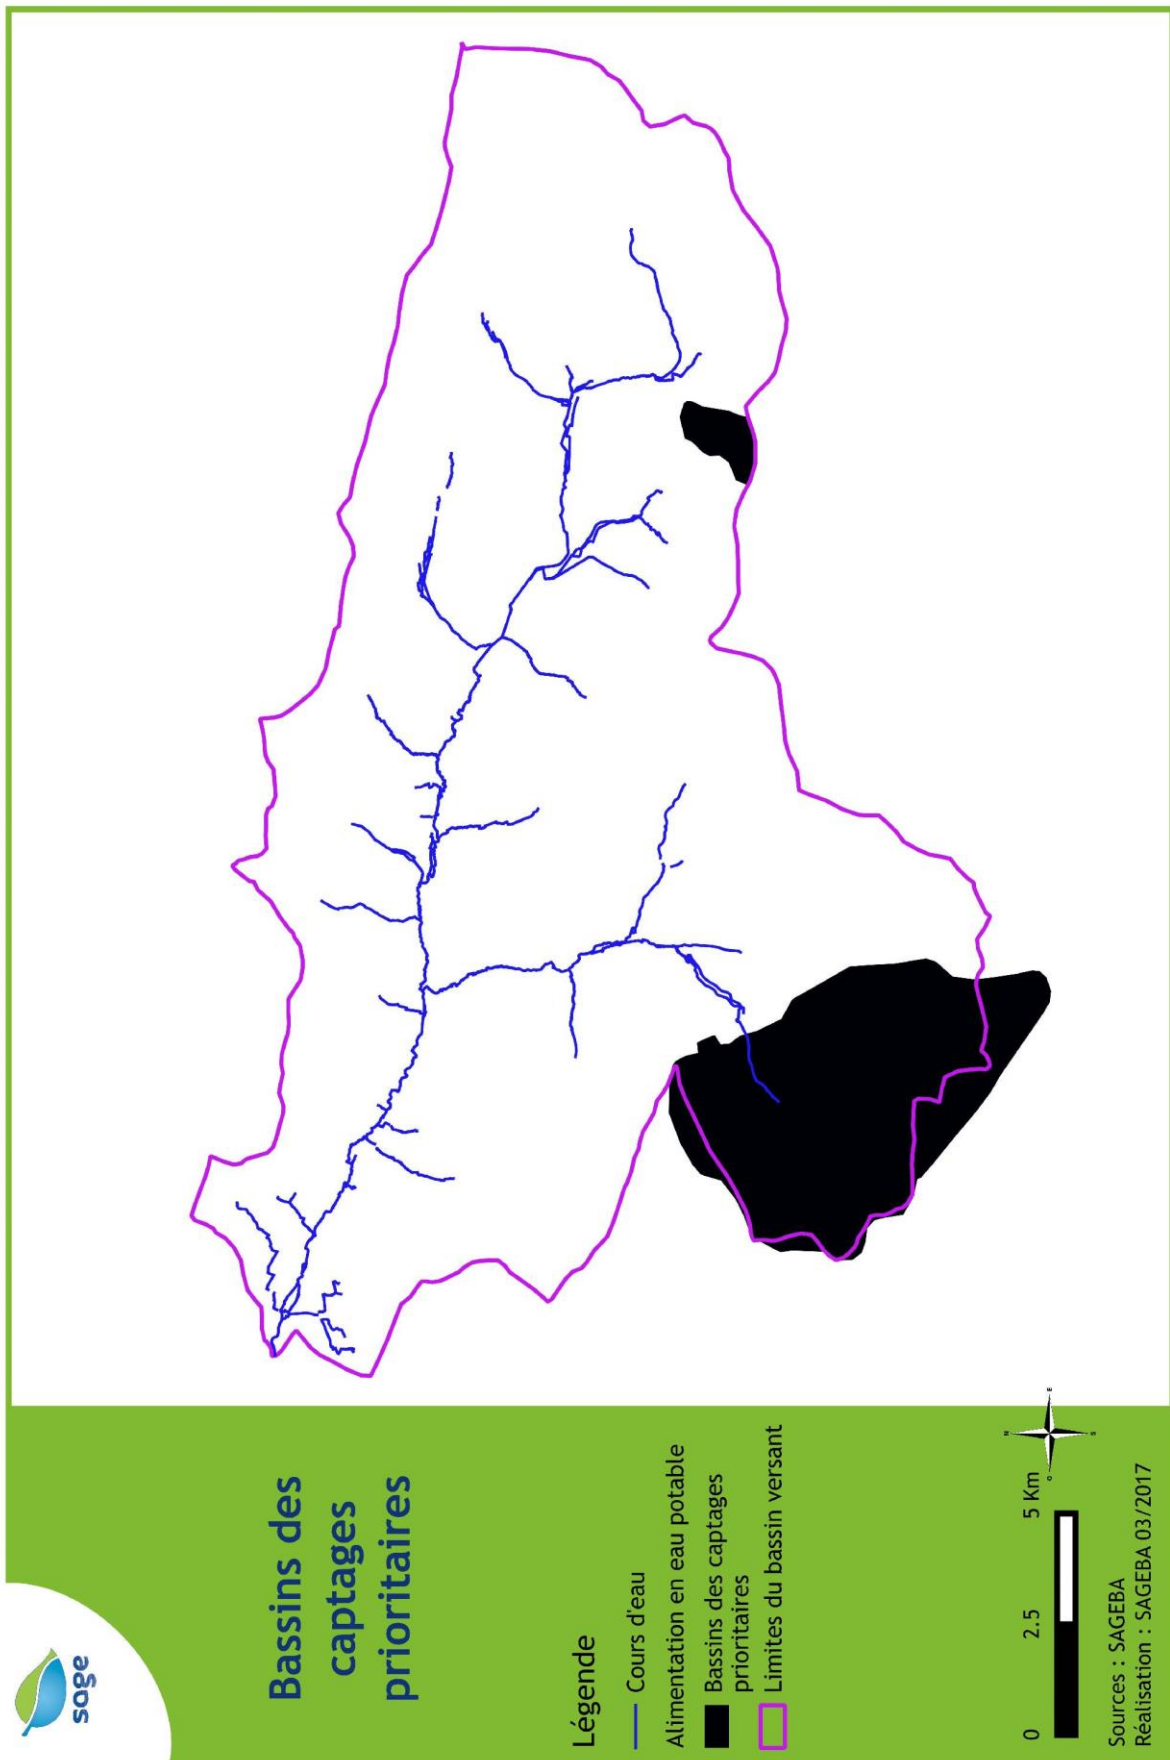 sage
Bassins des
captages
prioritaires
Légende
Cours d'eau
Alimentation en eau potable
Bassins des captages
prioritaires
Limites du bassin versant
N
E
S
O
0 2.5 5 Km
Sources : SAGEBA
Réalisation : SAGEBA 03/2017